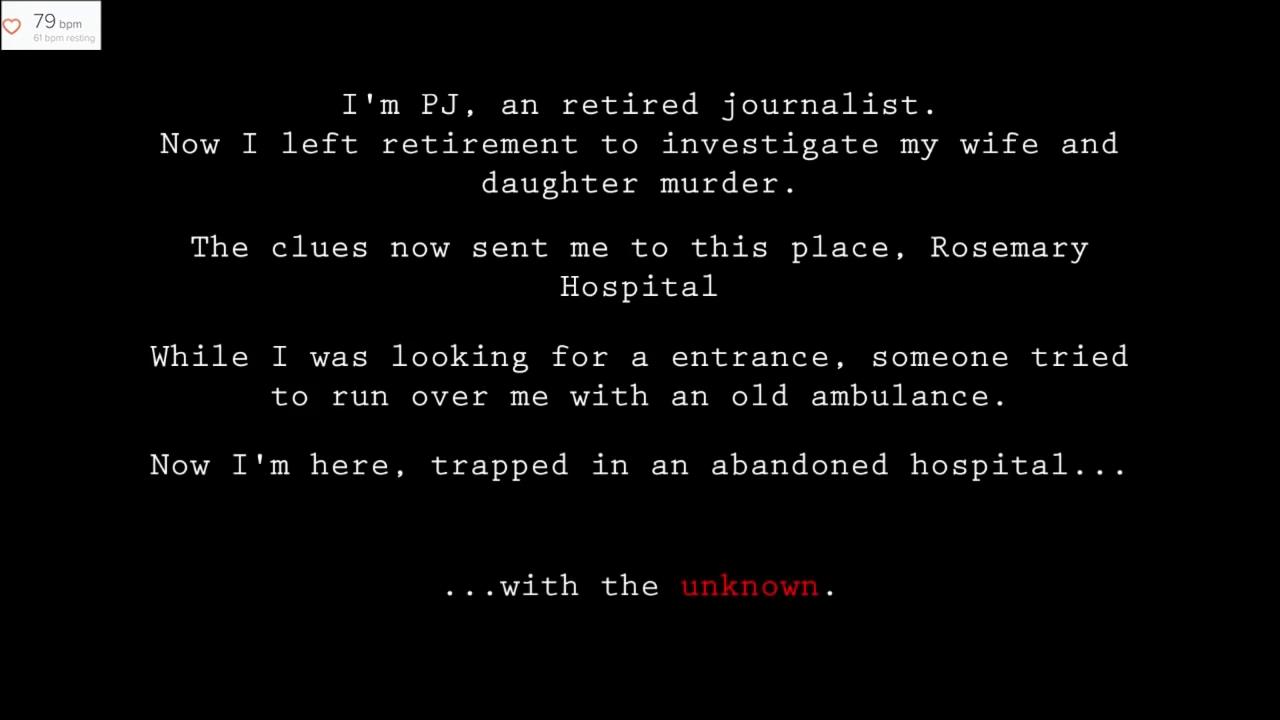 79 bpm
61 bpm resting
I'm PJ, an retired journalist.
Now I left retirement to investigate my wife and
daughter murder.
The clues now sent me to this place, Rosemary
Hospital
While I was looking for a entrance, someone tried
to run over me with an old ambulance.
Now I'm here, trapped in an abandoned hospital...
...with the unknown.